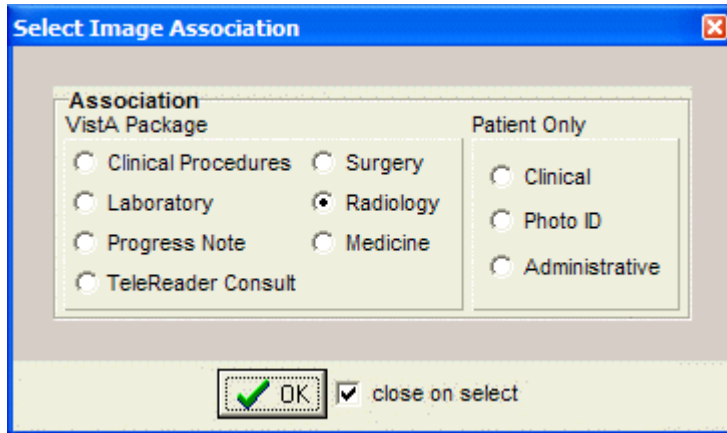 Select Image Association
Association
VistA Package
Patient Only
Clinical Procedures
Surgery
Laboratory
Radiology
Progress Note
Medicine
TeleReader Consult
Clinical
Photo ID
Administrative
OK
close on select